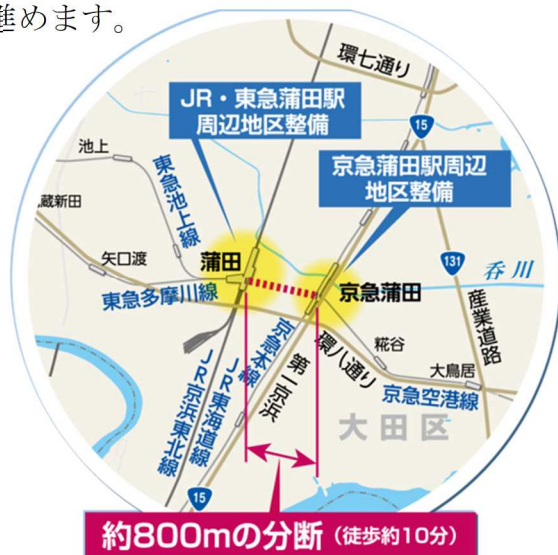 進めます。
環七通り
JR・東急蒲田駅
周辺地区整備
15
池上
京急蒲田駅周辺
地区整備
東急池上線
蔵新田
矢口渡
蒲田
131
呑川
東急多摩川線
京急蒲田
産業道路
環八通り
糀谷
大鳥居
京急本線
第一京浜
京急空港線
JR東海道線
JR京浜東北線
大田区
15
約800mの分断（徒歩約10分）